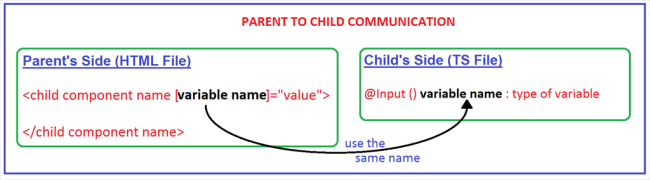 PARENT TO CHILD COMMUNICATION
Parent's Side (HTML File)
<child component name [variable name]="value">
</child component name>
Child's Side (TS File)
@Input () variable name : type of variable
use the
same name